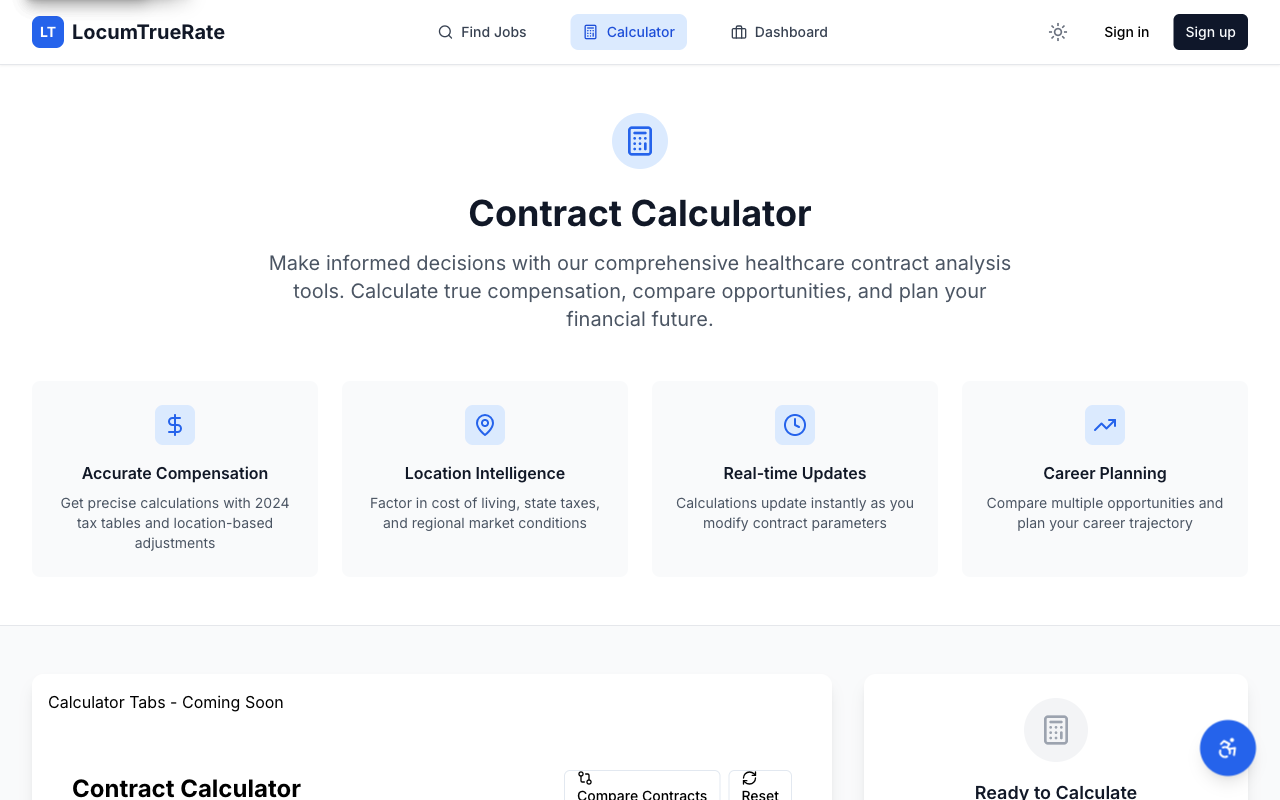 LT LocumTrueRate
Find Jobs
Calculator
Dashboard
Sign in
Sign up
Contract Calculator
Make informed decisions with our comprehensive healthcare contract analysis
tools. Calculate true compensation, compare opportunities, and plan your
financial future.
Accurate Compensation
Get precise calculations with 2024
tax tables and location-based
adjustments
Location Intelligence
Factor in cost of living, state taxes,
and regional market conditions
Real-time Updates
Calculations update instantly as you
modify contract parameters
Career Planning
Compare multiple opportunities and
plan your career trajectory
Calculator Tabs - Coming Soon
Contract Calculator
Compare Contracts
Reset
Ready to Calculate